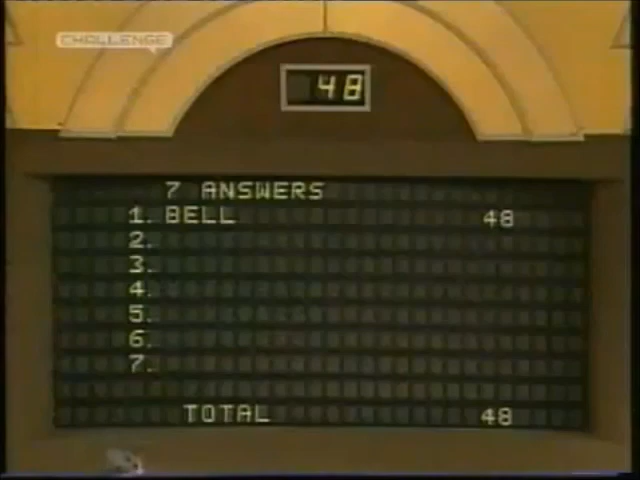 CHALLENGE
48
7 ANSWERS
1. BELL 48
2.
3.
4.
5.
6.
7.
TOTAL 48